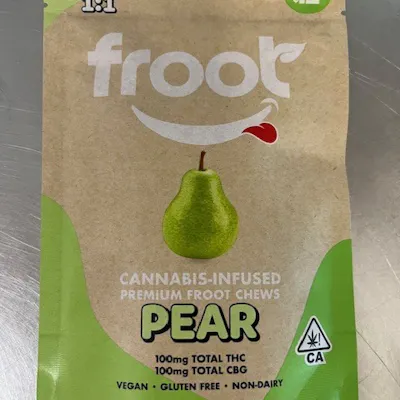 1:1
froot
CANNABIS-INFUSED
PREMIUM FROOT CHEWS
PEAR
100mg TOTAL THC
100mg TOTAL CBG
CA
VEGAN • GLUTEN FREE • NON-DAIRY